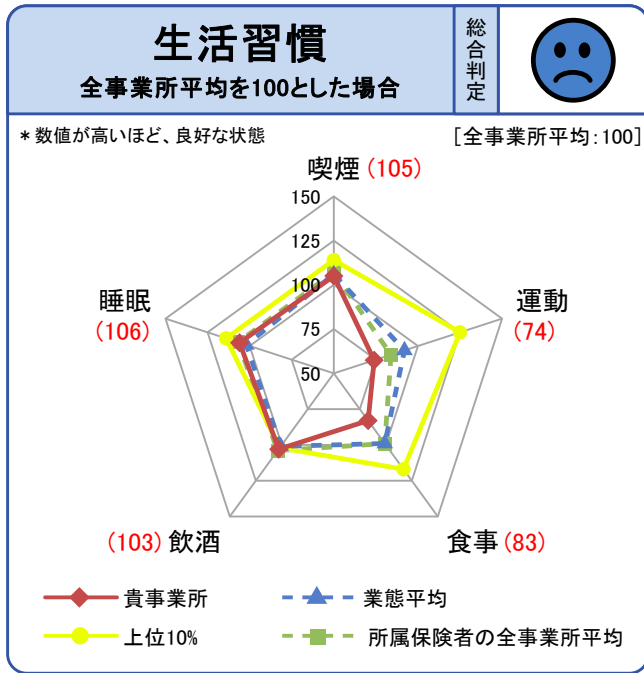 生活習慣
全事業所平均を100とした場合
総合判定
*数値が高いほど、良好な状態
[全事業所平均:100]
喫煙(105)
150
125
100
75
50
睡眠
(106)
運動
(74)
(103)飲酒
食事(83)
貴事業所
業態平均
上位10%
所属保険者の全事業所平均